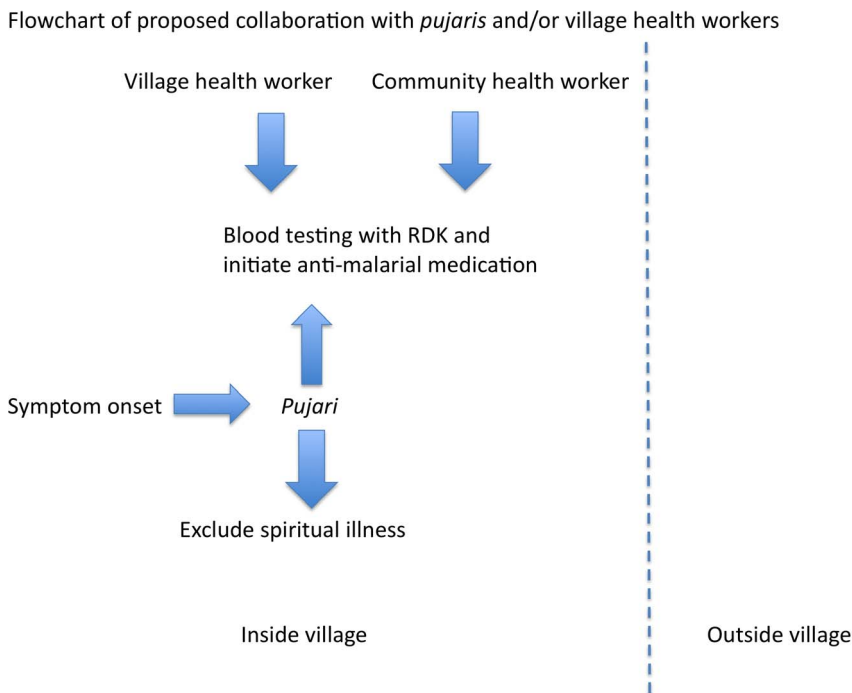 Flowchart of proposed collaboration with pujaris and/or village health workers
Village health worker
Community health worker
Blood testing with RDK and
initiate anti-malarial medication
Symptom onset
Pujari
Exclude spiritual illness
Inside village
Outside village